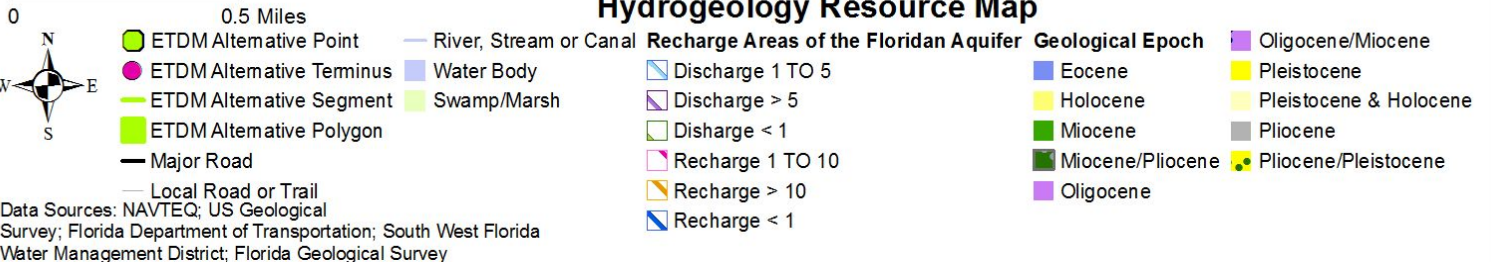 Hydrogeology Resource Map
0 0.5 Miles
N
W E
S
ETDM Alternative Point
ETDM Alternative Terminus
ETDM Alternative Segment
ETDM Alternative Polygon
Major Road
Local Road or Trail
River, Stream or Canal
Water Body
Swamp/Marsh
Recharge Areas of the Floridan Aquifer
Discharge 1 TO 5
Discharge > 5
Disharge < 1
Recharge 1 TO 10
Recharge > 10
Recharge < 1
Geological Epoch
Eocene
Holocene
Miocene
Miocene/Pliocene
Oligocene
Oligocene/Miocene
Pleistocene
Pleistocene & Holocene
Pliocene
Pliocene/Pleistocene
Data Sources: NAVTEQ; US Geological
Survey; Florida Department of Transportation; South West Florida
Water Management District; Florida Geological Survey